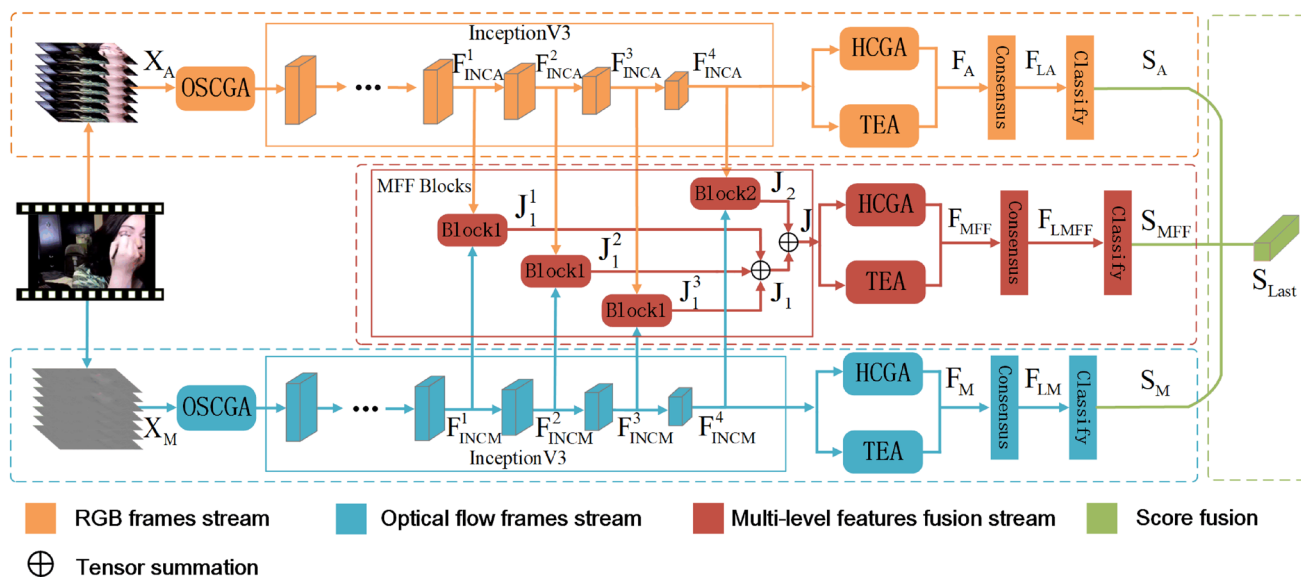 InceptionV3
X_A
OSCGA
...
F^1_INCA
F^2_INCA
F^3_INCA
F^4_INCA
HCGA
TEA
F_A
Consensus
F_LA
Classify
S_A
MFF Blocks
Block1
J^1_1
Block1
J^2_1
Block1
J^3_1
Block2
J_2
J_1
J
HCGA
TEA
F_MFF
Consensus
F_LMFF
Classify
S_MFF
S_Last
X_M
OSCGA
...
F^1_INCM
F^2_INCM
F^3_INCM
F^4_INCM
InceptionV3
HCGA
TEA
F_M
Consensus
F_LM
Classify
S_M
RGB frames stream
Optical flow frames stream
Multi-level features fusion stream
Score fusion
Tensor summation